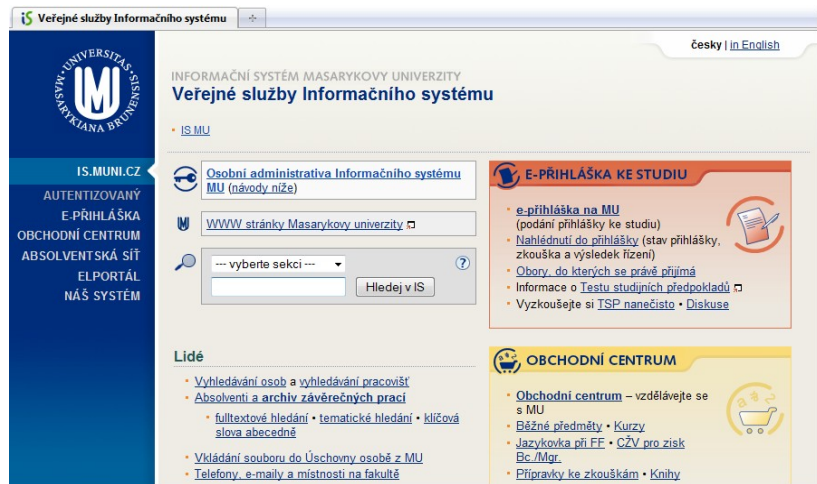 Veřejné služby Informačního systému
česky | in English
UNIVERSITAS MASARYKIANA BRUNENSIS
INFORMAČNÍ SYSTÉM MASARYKOVY UNIVERZITY
Veřejné služby Informačního systému
IS MU
IS.MUNI.CZ
AUTENTIZOVANÝ
E-PŘIHLÁŠKA
OBCHODNÍ CENTRUM
ABSOLVENTSKÁ SÍŤ
ELPORTÁL
NÁŠ SYSTÉM
Osobní administrativa Informačního systému
MU (návody níže)
WWW stránky Masarykovy univerzity
--- vyberte sekci ---
Hledej v IS
Lidé
Vyhledávání osob a vyhledávání pracovišť
Absolventi a archiv závěrečných prací
fulltextové hledání • tematické hledání • klíčová
slova abecedně
Vkládání souboru do Úschovny osobě z MU
Telefony, e-maily a místnosti na fakultě
E-PŘIHLÁŠKA KE STUDIU
e-přihláška na MU
(podání přihlášky ke studiu)
Nahlédnutí do přihlášky (stav přihlášky,
zkouška a výsledek řízení)
Obory, do kterých se právě přijímá
Informace o Testu studijních předpokladů
Vyzkoušejte si TSP nanečisto • Diskuse
OBCHODNÍ CENTRUM
Obchodní centrum – vzdělávejte se
s MU
Běžné předměty • Kurzy
Jazykovka při FF • CŽV pro zisk
Bc./Mgr.
Přípravky ke zkouškám • Knihy